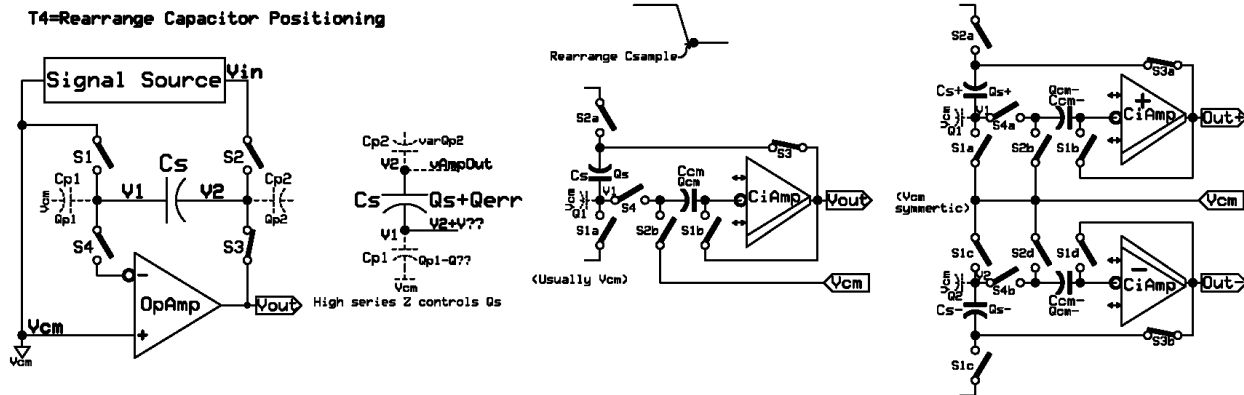 T4=Rearrange Capacitor Positioning
Signal Source
Vin
S1
S2
Cs
Cp1
Vcm
Qp1
V1
V2
Cp2
Qp2
S4
S3
OpAmp
-
+
Vcm
Vcm
Vout
Cp2
varQp2
V2
vAmpOut
Cs
Qs+Qerr
V2+V??
V1
Cp1
Qp1-Q??
Vcm
High series Z controls Qs
Rearrange Csample
S2a
S3
Cs
Qs
Vcm
Q1
V1
S4
Ccm
Qcm
CiAmp
Vout
S1a
S2b
S1b
(Usually Vcm)
Vcm
S2a
S3a
Cs+
Qs+
Vcm
Q1
V1
S4a
Qcm-
Ccm-
+
CiAmp
Out+
S1a
S2b
S1b
(Vcm
symmertic)
Vcm
S1c
S2d
S1d
Vcm
Q2
V2
S4b
Ccm-
Qcm-
-
CiAmp
Out-
Cs-
Qs-
S3b
S1c